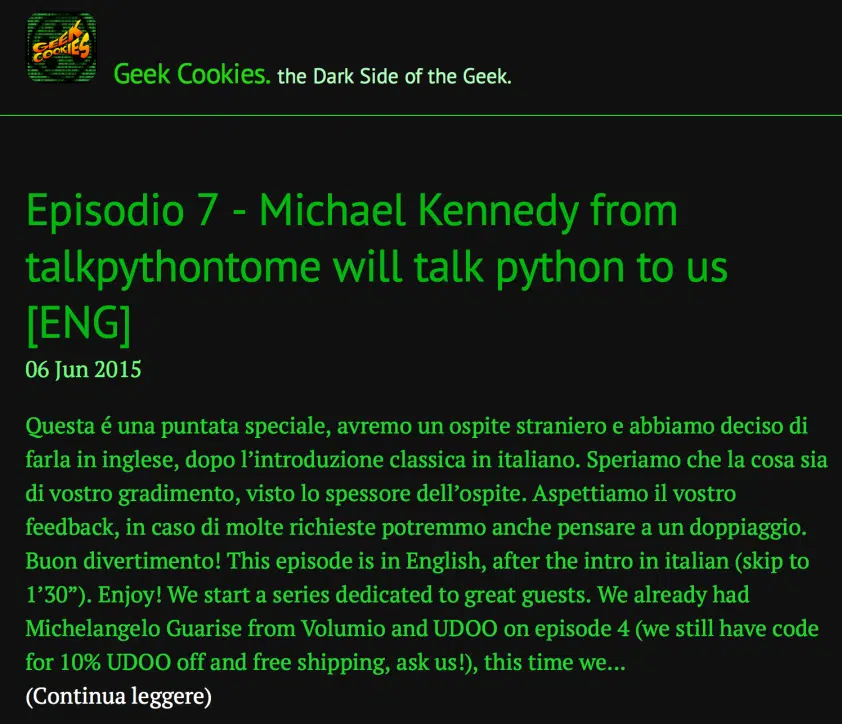 GEEK
COOKIES
Geek Cookies. the Dark Side of the Geek.
Episodio 7 - Michael Kennedy from
talkpythontome will talk python to us
[ENG]
06 Jun 2015
Questa é una puntata speciale, avremo un ospite straniero e abbiamo deciso di
farla in inglese, dopo l’introduzione classica in italiano. Speriamo che la cosa sia
di vostro gradimento, visto lo spessore dell’ospite. Aspettiamo il vostro
feedback, in caso di molte richieste potremmo anche pensare a un doppiaggio.
Buon divertimento! This episode is in English, after the intro in italian (skip to
1’30”). Enjoy! We start a series dedicated to great guests. We already had
Michelangelo Guarise from Volumio and UDOO on episode 4 (we still have code
for 10% UDOO off and free shipping, ask us!), this time we...
(Continua leggere)